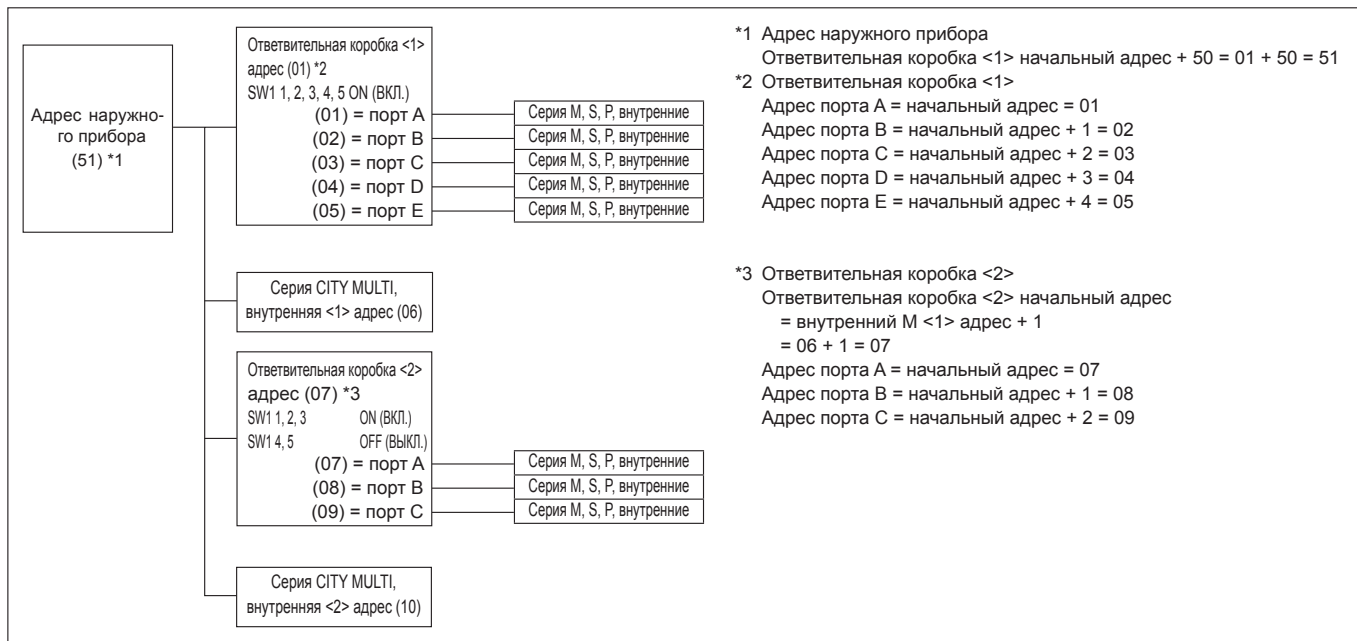 Адрес наружно-
го прибора
(51) *1
Ответвительная коробка <1>
адрес (01) *2
SW1 1, 2, 3, 4, 5 ON (ВКЛ.)
(01) = порт A
(02) = порт B
(03) = порт C
(04) = порт D
(05) = порт E
Серия M, S, P, внутренние
Серия M, S, P, внутренние
Серия M, S, P, внутренние
Серия M, S, P, внутренние
Серия M, S, P, внутренние
Серия CITY MULTI,
внутренняя <1> адрес (06)
Ответвительная коробка <2>
адрес (07) *3
SW1 1, 2, 3 ON (ВКЛ.)
SW1 4, 5 OFF (ВЫКЛ.)
(07) = порт A
(08) = порт B
(09) = порт C
Серия M, S, P, внутренние
Серия M, S, P, внутренние
Серия M, S, P, внутренние
Серия CITY MULTI,
внутренняя <2> адрес (10)
*1 Адрес наружного прибора
Ответвительная коробка <1> начальный адрес + 50 = 01 + 50 = 51
*2 Ответвительная коробка <1>
Адрес порта A = начальный адрес = 01
Адрес порта B = начальный адрес + 1 = 02
Адрес порта C = начальный адрес + 2 = 03
Адрес порта D = начальный адрес + 3 = 04
Адрес порта E = начальный адрес + 4 = 05
*3 Ответвительная коробка <2>
Ответвительная коробка <2> начальный адрес
= внутренний M <1> адрес + 1
= 06 + 1 = 07
Адрес порта A = начальный адрес = 07
Адрес порта B = начальный адрес + 1 = 08
Адрес порта C = начальный адрес + 2 = 09